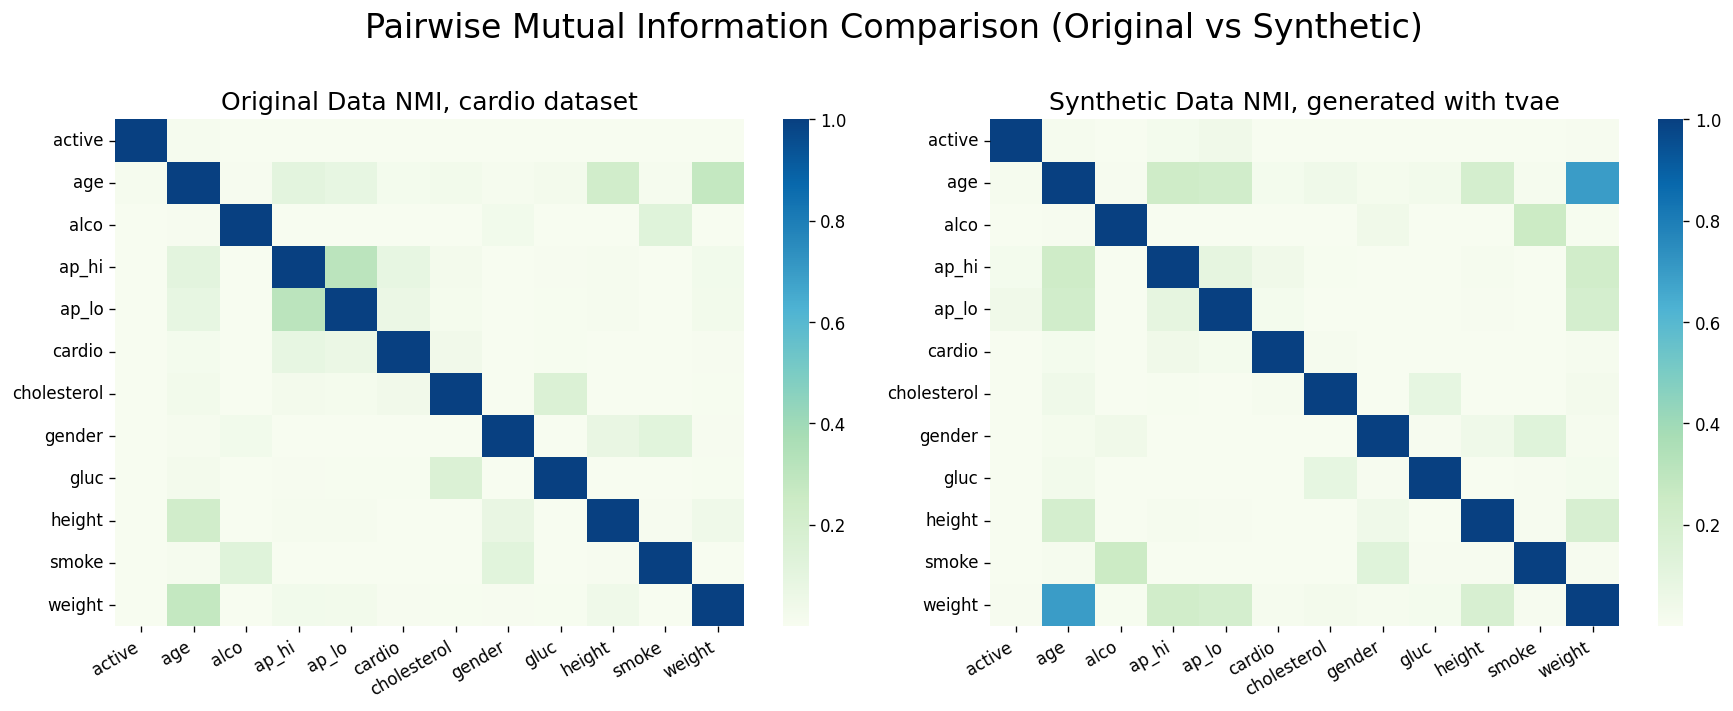 Pairwise Mutual Information Comparison (Original vs Synthetic)
Original Data NMI, cardio dataset
active
age
alco
ap_hi
ap_lo
cardio
cholesterol
gender
gluc
height
smoke
weight
active
age
alco
ap_hi
ap_lo
cardio
cholesterol
gender
gluc
height
smoke
weight
1.0
0.8
0.6
0.4
0.2
Synthetic Data NMI, generated with tvae
active
age
alco
ap_hi
ap_lo
cardio
cholesterol
gender
gluc
height
smoke
weight
active
age
alco
ap_hi
ap_lo
cardio
cholesterol
gender
gluc
height
smoke
weight
1.0
0.8
0.6
0.4
0.2